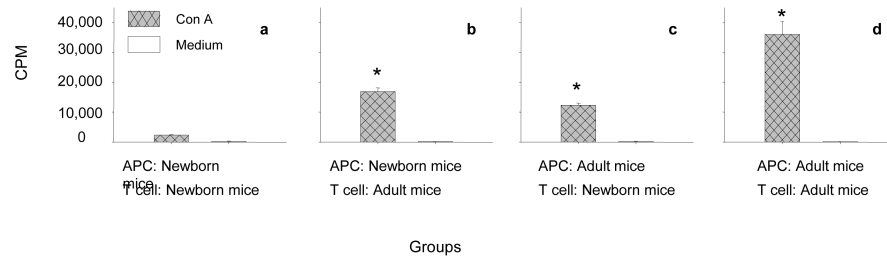 40,000
30,000
20,000
10,000
0
CPM
Con A
Medium
a
*
b
*
c
*
d
APC: Newborn
mice
T cell: Newborn mice
APC: Newborn mice
T cell: Adult mice
APC: Adult mice
T cell: Newborn mice
APC: Adult mice
T cell: Adult mice
Groups